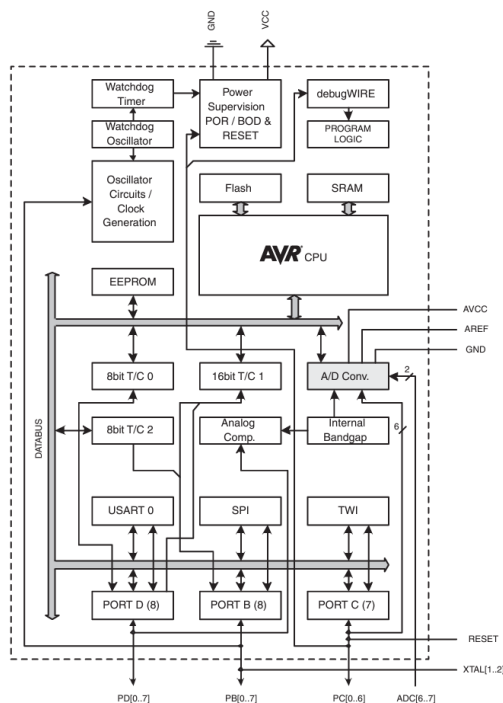 GND
VCC
Watchdog
Timer
Power
Supervision
POR / BOD &
RESET
debugWIRE
Watchdog
Oscillator
PROGRAM
LOGIC
Oscillator
Circuits /
Clock
Generation
Flash
SRAM
AVR® CPU
EEPROM
AVCC
AREF
GND
8bit T/C 0
16bit T/C 1
A/D Conv.
2
DATABUS
8bit T/C 2
Analog
Comp.
Internal
Bandgap
6
USART 0
SPI
TWI
PORT D (8)
PORT B (8)
PORT C (7)
RESET
XTAL[1..2]
PD[0..7]
PB[0..7]
PC[0..6]
ADC[6..7]